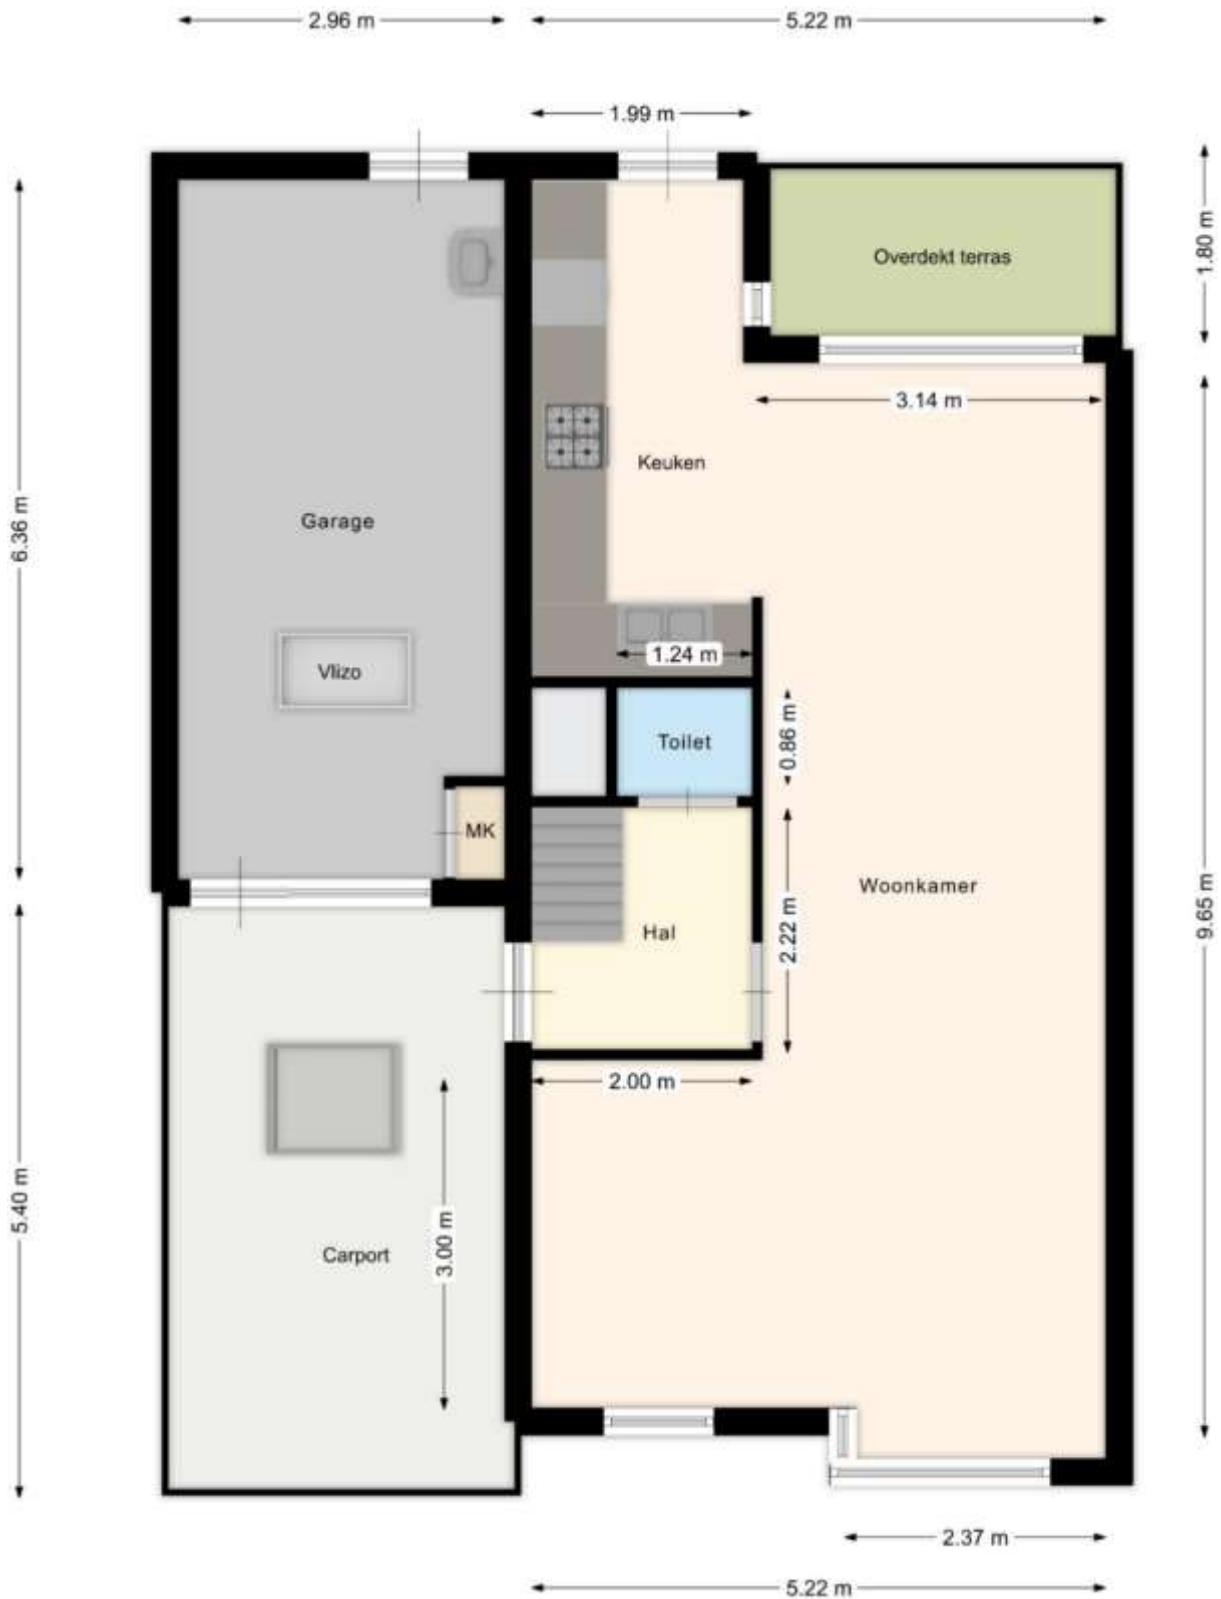 2.96 m
5.22 m
1.99 m
1.80 m
Overdekt terras
3.14 m
Keuken
6.36 m
Garage
1.24 m
Vlizo
0.86 m
Toilet
MK
Woonkamer
2.22 m
Hal
9.65 m
2.00 m
5.40 m
3.00 m
Carport
2.37 m
5.22 m